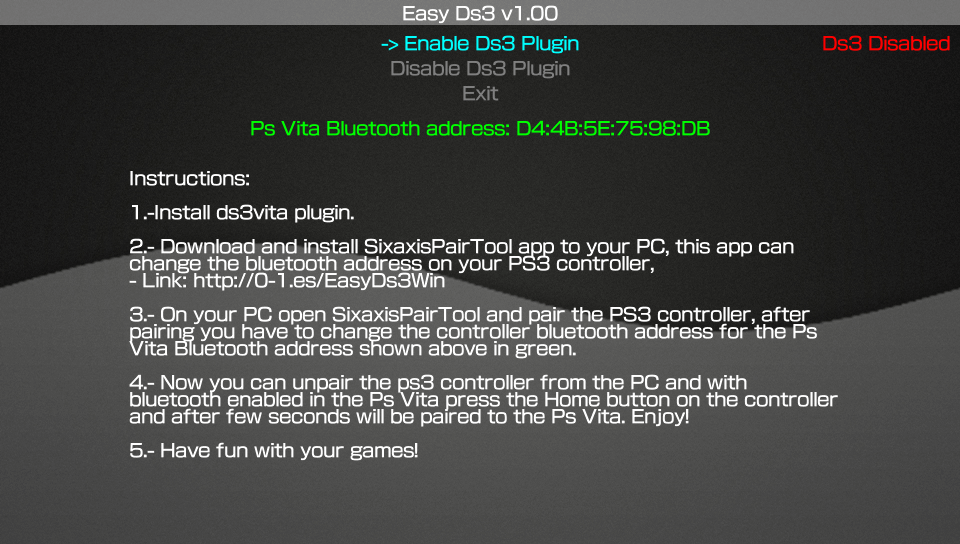 Easy Ds3 v1.00
-> Enable Ds3 Plugin
Ds3 Disabled
Disable Ds3 Plugin
Exit
Ps Vita Bluetooth address: D4:4B:5E:75:98:DB
Instructions:
1.-Install ds3vita plugin.
2.- Download and install SixaxisPairTool app to your PC, this app can
change the bluetooth address on your PS3 controller,
- Link: http://0-1.es/EasyDs3Win
3.- On your PC open SixaxisPairTool and pair the PS3 controller, after
pairing you have to change the controller bluetooth address for the Ps
Vita Bluetooth address shown above in green.
4.- Now you can unpair the ps3 controller from the PC and with
bluetooth enabled in the Ps Vita press the Home button on the controller
and after few seconds will be paired to the Ps Vita. Enjoy!
5.- Have fun with your games!